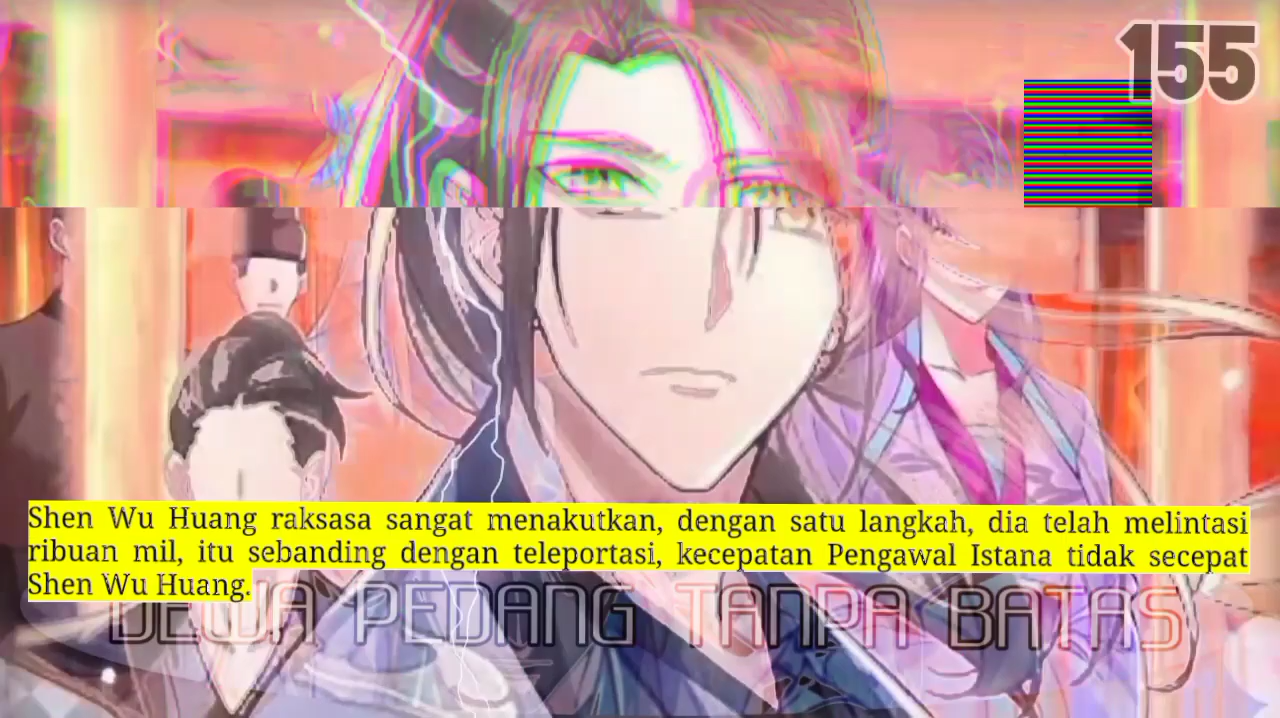 155
Shen Wu Huang raksasa sangat menakutkan, dengan satu langkah, dia telah melintasi
ribuan mil, itu sebanding dengan teleportasi, kecepatan Pengawal Istana tidak secepat
Shen Wu Huang.
DEWA PEDANG TANPA BATAS